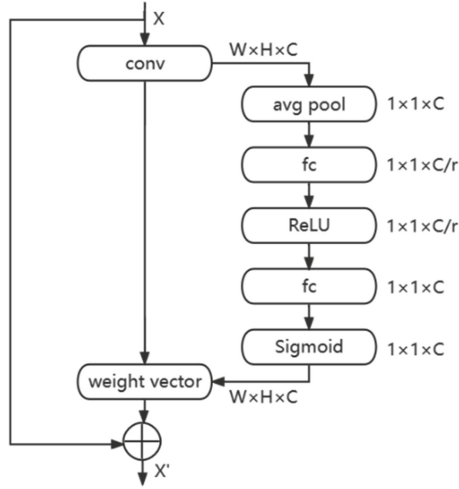 X
conv
W×H×C
avg pool
1×1×C
fc
1×1×C/r
ReLU
1×1×C/r
fc
1×1×C
Sigmoid
1×1×C
weight vector
W×H×C
X'